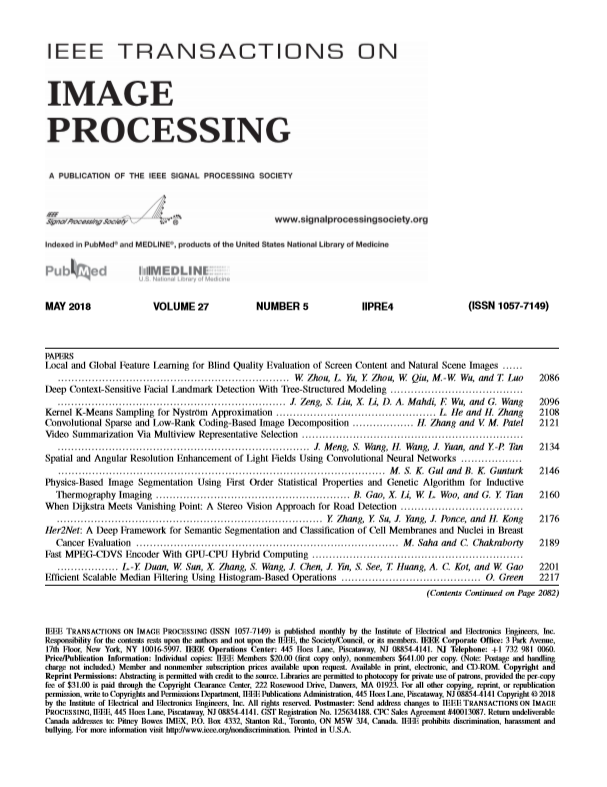 IEEE TRANSACTIONS ON
IMAGE
PROCESSING
A PUBLICATION OF THE IEEE SIGNAL PROCESSING SOCIETY
IEEE
Signal Processing Society
www.signalprocessingsociety.org
Indexed in PubMed® and MEDLINE®, products of the United States National Library of Medicine
PubMed
MEDLINE
U.S. National Library of Medicine
MAY 2018 VOLUME 27 NUMBER 5 IIPRE4 (ISSN 1057-7149)
PAPERS
Local and Global Feature Learning for Blind Quality Evaluation of Screen Content and Natural Scene Images ......
.................................................................... W. Zhou, L. Yu, Y. Zhou, W. Qiu, M.-W. Wu, and T. Luo 2086
Deep Context-Sensitive Facial Landmark Detection With Tree-Structured Modeling ........................................
.................................................................... J. Zeng, S. Liu, X. Li, D. A. Mahdi, F. Wu, and G. Wang 2096
Kernel K-Means Sampling for Nyström Approximation ................................................ L. He and H. Zhang 2108
Convolutional Sparse and Low-Rank Coding-Based Image Decomposition .................. H. Zhang and V. M. Patel 2121
Video Summarization Via Multiview Representative Selection ..................................................................
........................................................................... J. Meng, S. Wang, H. Wang, J. Yuan, and Y.-P. Tan 2134
Spatial and Angular Resolution Enhancement of Light Fields Using Convolutional Neural Networks ..................
.................................................................................................. M. S. K. Gul and B. K. Gunturk 2146
Physics-Based Image Segmentation Using First Order Statistical Properties and Genetic Algorithm for Inductive
Thermography Imaging .......................................................... B. Gao, X. Li, W. L. Woo, and G. Y. Tian 2160
When Dijkstra Meets Vanishing Point: A Stereo Vision Approach for Road Detection .....................................
.............................................................................. Y. Zhang, Y. Su, J. Yang, J. Ponce, and H. Kong 2176
Her2Net: A Deep Framework for Semantic Segmentation and Classification of Cell Membranes and Nuclei in Breast
Cancer Evaluation ....................................................................................... M. Saha and C. Chakraborty 2189
Fast MPEG-CDVS Encoder With GPU-CPU Hybrid Computing ...............................................................
.................. L.-Y. Duan, W. Sun, X. Zhang, S. Wang, J. Chen, J. Yin, S. See, T. Huang, A. C. Kot, and W. Gao 2201
Efficient Scalable Median Filtering Using Histogram-Based Operations .......................................... O. Green 2217
(Contents Continued on Page 2082)
IEEE TRANSACTIONS ON IMAGE PROCESSING (ISSN 1057-7149) is published monthly by the Institute of Electrical and Electronics Engineers, Inc.
Responsibility for the contents rests upon the authors and not upon the IEEE, the Society/Council, or its members. IEEE Corporate Office: 3 Park Avenue,
17th Floor, New York, NY 10016-5997. IEEE Operations Center: 445 Hoes Lane, Piscataway, NJ 08854-4141. NJ Telephone: +1 732 981 0060.
Price/Publication Information: Individual copies: IEEE Members $20.00 (first copy only), nonmembers $641.00 per copy. (Note: Postage and handling
charge not included.) Member and nonmember subscription prices available upon request. Available in print, electronic, and CD-ROM. Copyright and
Reprint Permissions: Abstracting is permitted with credit to the source. Libraries are permitted to photocopy for private use of patrons, provided the per-copy
fee of $31.00 is paid through the Copyright Clearance Center, 222 Rosewood Drive, Danvers, MA 01923. For all other copying, reprint, or republication
permission, write to Copyrights and Permissions Department, IEEE Publications Administration, 445 Hoes Lane, Piscataway, NJ 08854-4141 Copyright © 2018
by the Institute of Electrical and Electronics Engineers, Inc. All rights reserved. Postmaster: Send address changes to IEEE TRANSACTIONS ON IMAGE
PROCESSING, IEEE, 445 Hoes Lane, Piscataway, NJ 08854-4141. GST Registration No. 125634188. CPC Sales Agreement #40013087. Return undeliverable
Canada addresses to: Pitney Bowes IMEX, P.O. Box 4332, Stanton Rd., Toronto, ON M5W 3J4, Canada. IEEE prohibits discrimination, harassment and
bullying. For more information visit http://www.ieee.org/nondiscrimination. Printed in U.S.A.